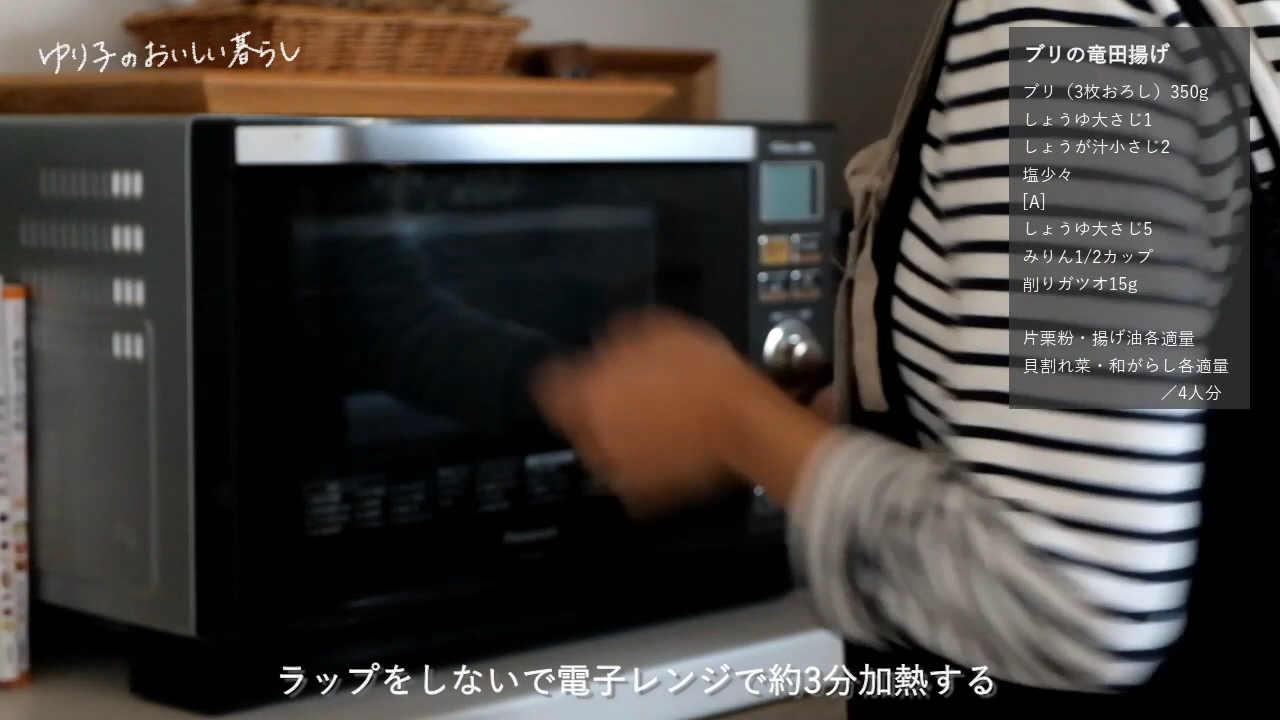 ゆり子のおいしい暮らし
ブリの竜田揚げ
ブリ（3枚おろし）350g
しょうゆ大さじ1
しょうが汁小さじ2
塩少々
[A]
しょうゆ大さじ5
みりん1/2カップ
削りガツオ15g
片栗粉・揚げ油各適量
貝割れ菜・和がらし各適量
／4人分
Panasonic
ラップをしないで電子レンジで約3分加熱する